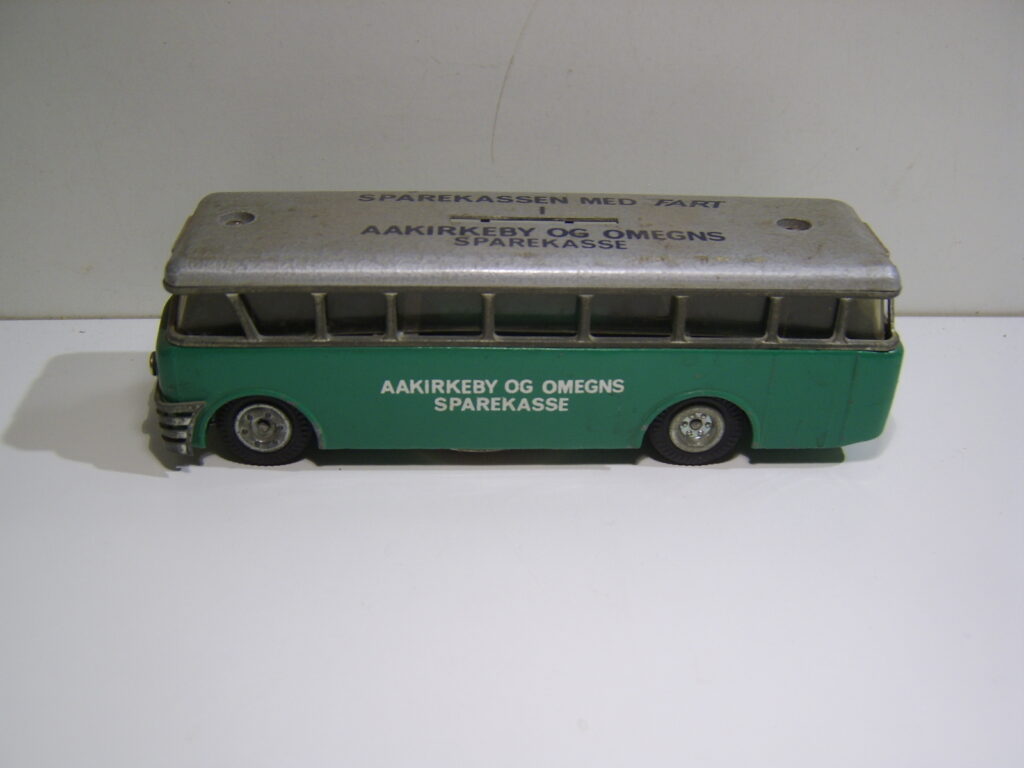 SPAREKASSEN MED FART
I
AAKIRKEBY OG OMEGNS
SPAREKASSE
AAKIRKEBY OG OMEGNS
SPAREKASSE